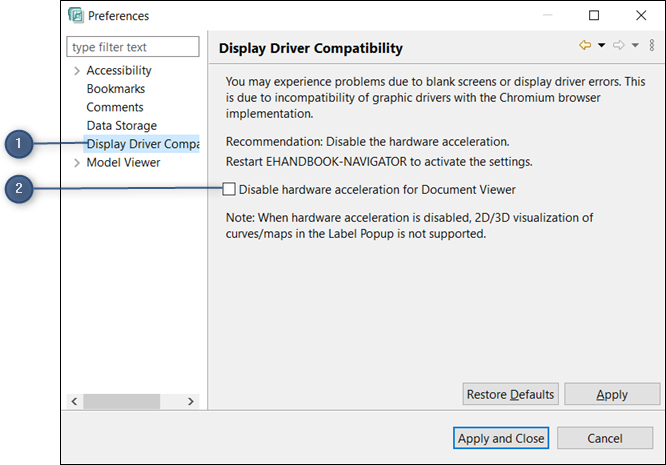 Preferences
type filter text
Accessibility
Bookmarks
Comments
Data Storage
Display Driver Compa
Model Viewer
1
2
Display Driver Compatibility
You may experience problems due to blank screens or display driver errors. This
is due to incompatibility of graphic drivers with the Chromium browser
implementation.
Recommendation: Disable the hardware acceleration.
Restart EHANDBOOK-NAVIGATOR to activate the settings.
Disable hardware acceleration for Document Viewer
Note: When hardware acceleration is disabled, 2D/3D visualization of
curves/maps in the Label Popup is not supported.
Restore Defaults
Apply
Apply and Close
Cancel